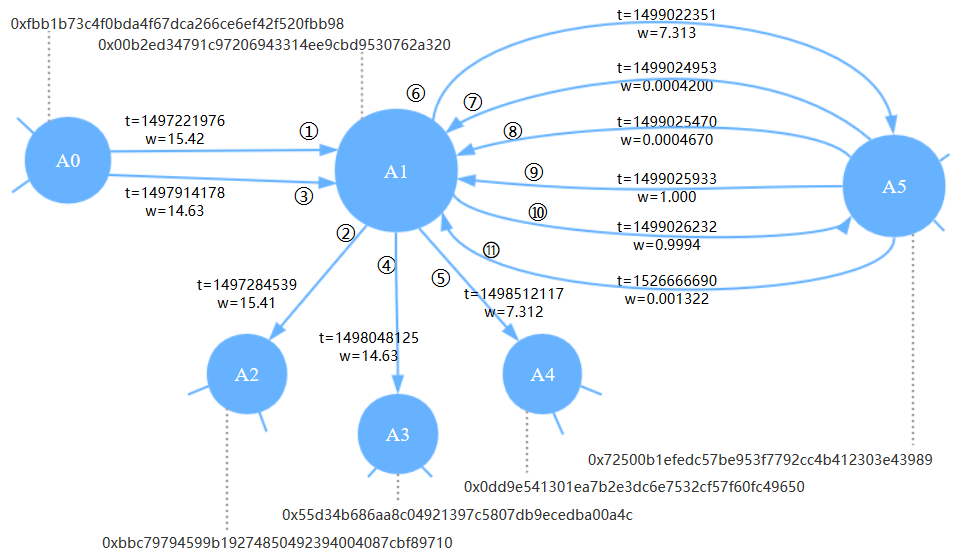 0xfbb1b73c4f0bda4f67dca266ce6ef42f520fbb98
0x00b2ed34791c97206943314ee9cbd9530762a320
t=1499022351
w=7.313
t=1499024953
w=0.0004200
t=1499025470
w=0.0004670
t=1499025933
w=1.000
t=1499026232
w=0.9994
t=1526666690
w=0.001322
t=1497221976
w=15.42
t=1497914178
w=14.63
①
③
⑥
⑦
⑧
⑨
⑩
⑪
②
④
⑤
A0
A1
A5
t=1497284539
w=15.41
t=1498512117
w=7.312
t=1498048125
w=14.63
A2
A3
A4
0x72500b1efedc57be953f7792cc4b412303e43989
0x0dd9e541301ea7b2e3dc6e7532cf57f60fc49650
0x55d34b686aa8c04921397c5807db9ecedba00a4c
0xbbc79794599b19274850492394004087cbf89710